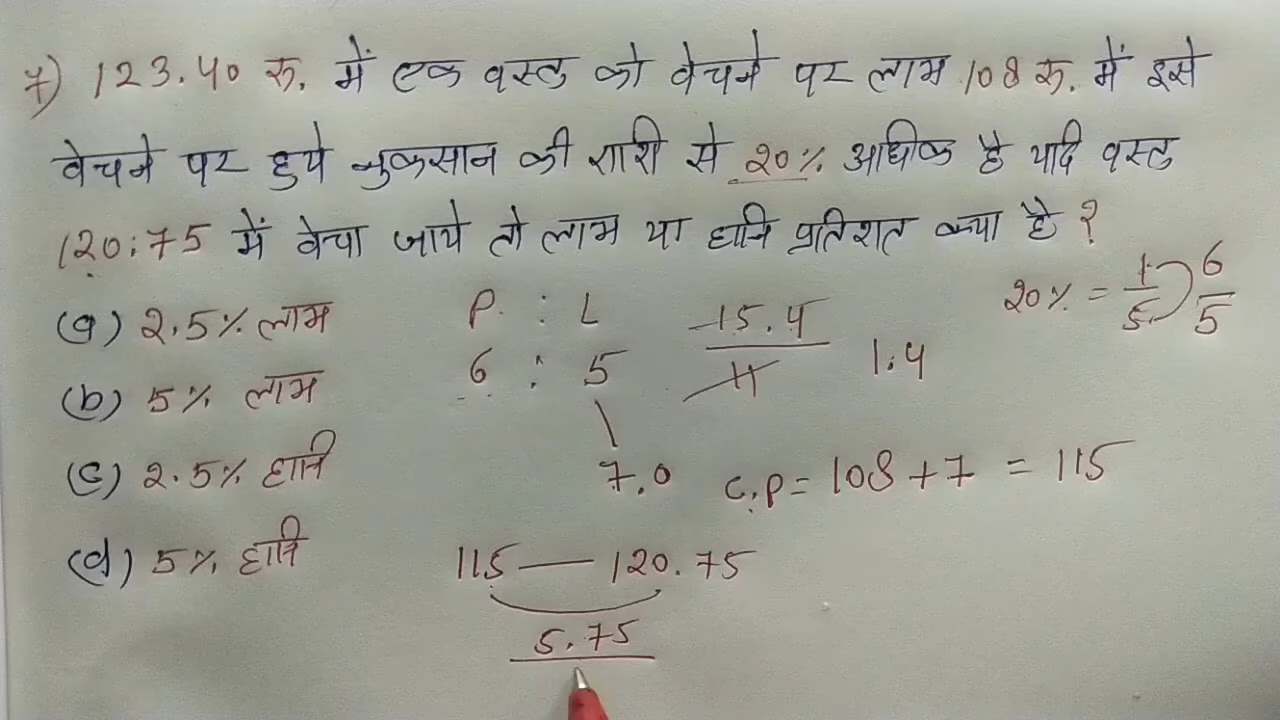 7) 123.40 रु. में एक वस्तु को बेचने पर लाभ 108 रु. में इसे
बेचने पर हुये नुकसान की राशि से 20% अधिक है यदि वस्तु
120.75 में बेचा जाये तो लाभ या हानि प्रतिशत क्या है ?
20% = 1/5 6/5
(a) 2.5% लाभ
P. : L
15.4/11
(b) 5% लाभ
6 : 5
1.4
(c) 2.5% हानि
7.0
C.P = 108 + 7 = 115
(d) 5% हानि
115 — 120.75
5.75